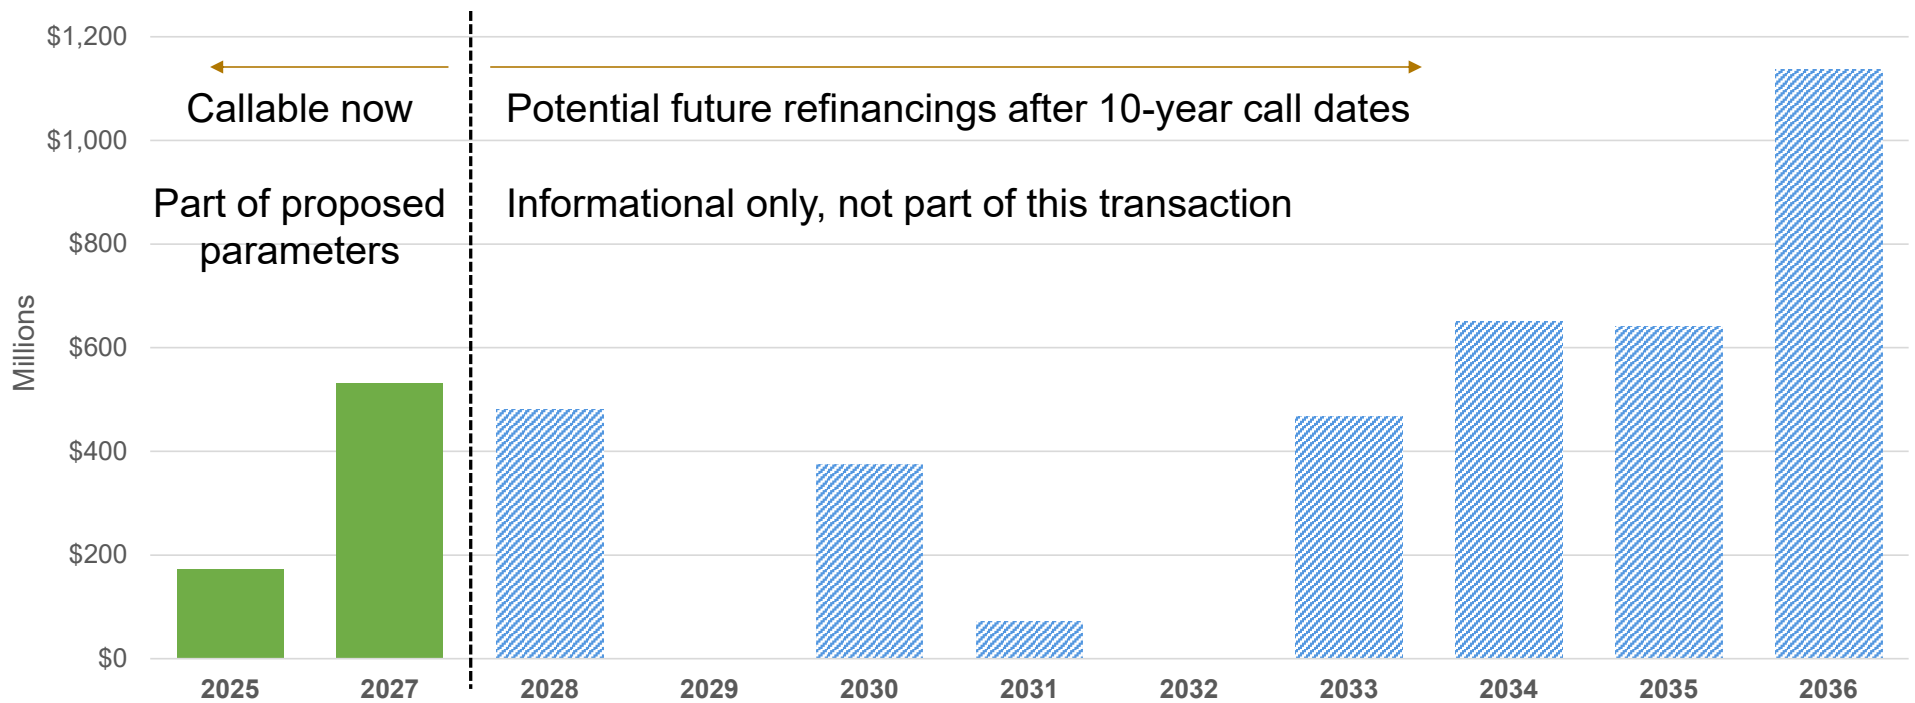 $1,200
Callable now
Potential future refinancings after 10-year call dates
$1,000
Part of proposed
parameters
Informational only, not part of this transaction
$800
Millions
$600
$400
$200
$0
2025 2027 2028 2029 2030 2031 2032 2033 2034 2035 2036